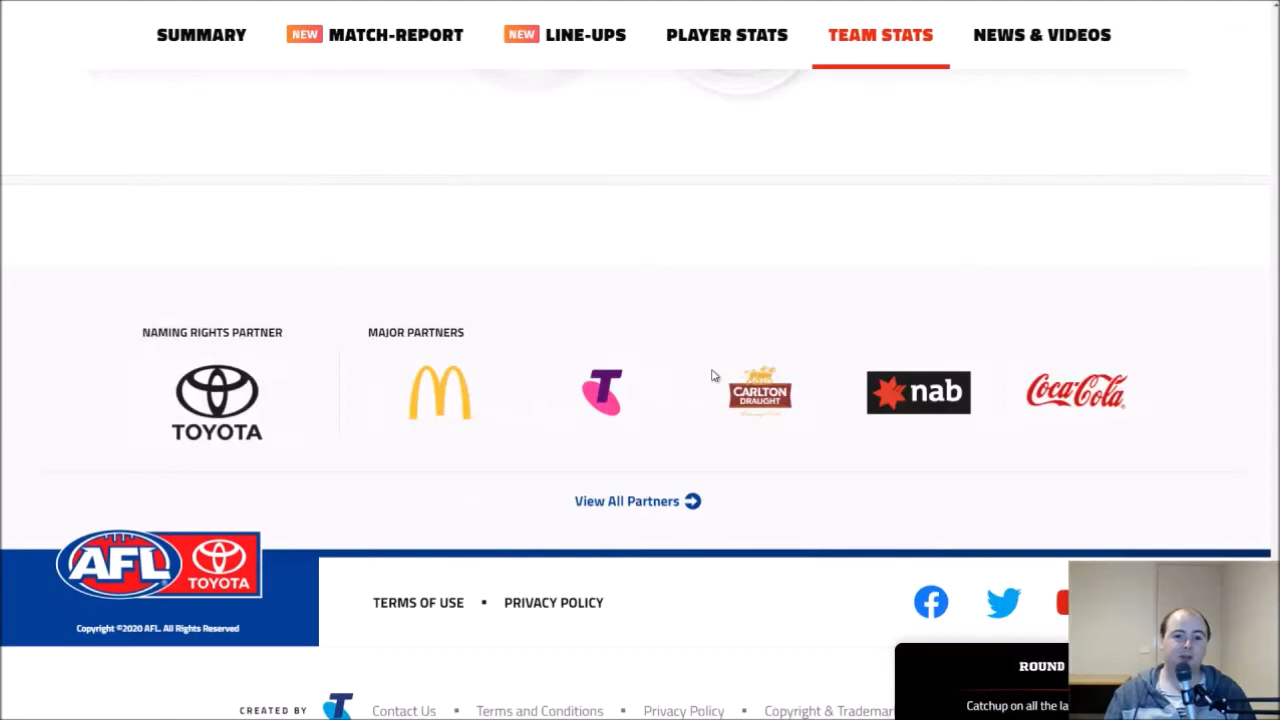 SUMMARY NEW MATCH-REPORT NEW LINE-UPS PLAYER STATS TEAM STATS NEWS & VIDEOS
NAMING RIGHTS PARTNER MAJOR PARTNERS
TOYOTA
CARLTON
DRAUGHT
nab
Coca-Cola
View All Partners
AFL TOYOTA
TERMS OF USE ▪ PRIVACY POLICY
Copyright ©2020 AFL. All Rights Reserved
ROUND
Catchup on all the la
CREATED BY T Contact Us ▪ Terms and Conditions ▪ Privacy Policy ▪ Copyright & Trademar